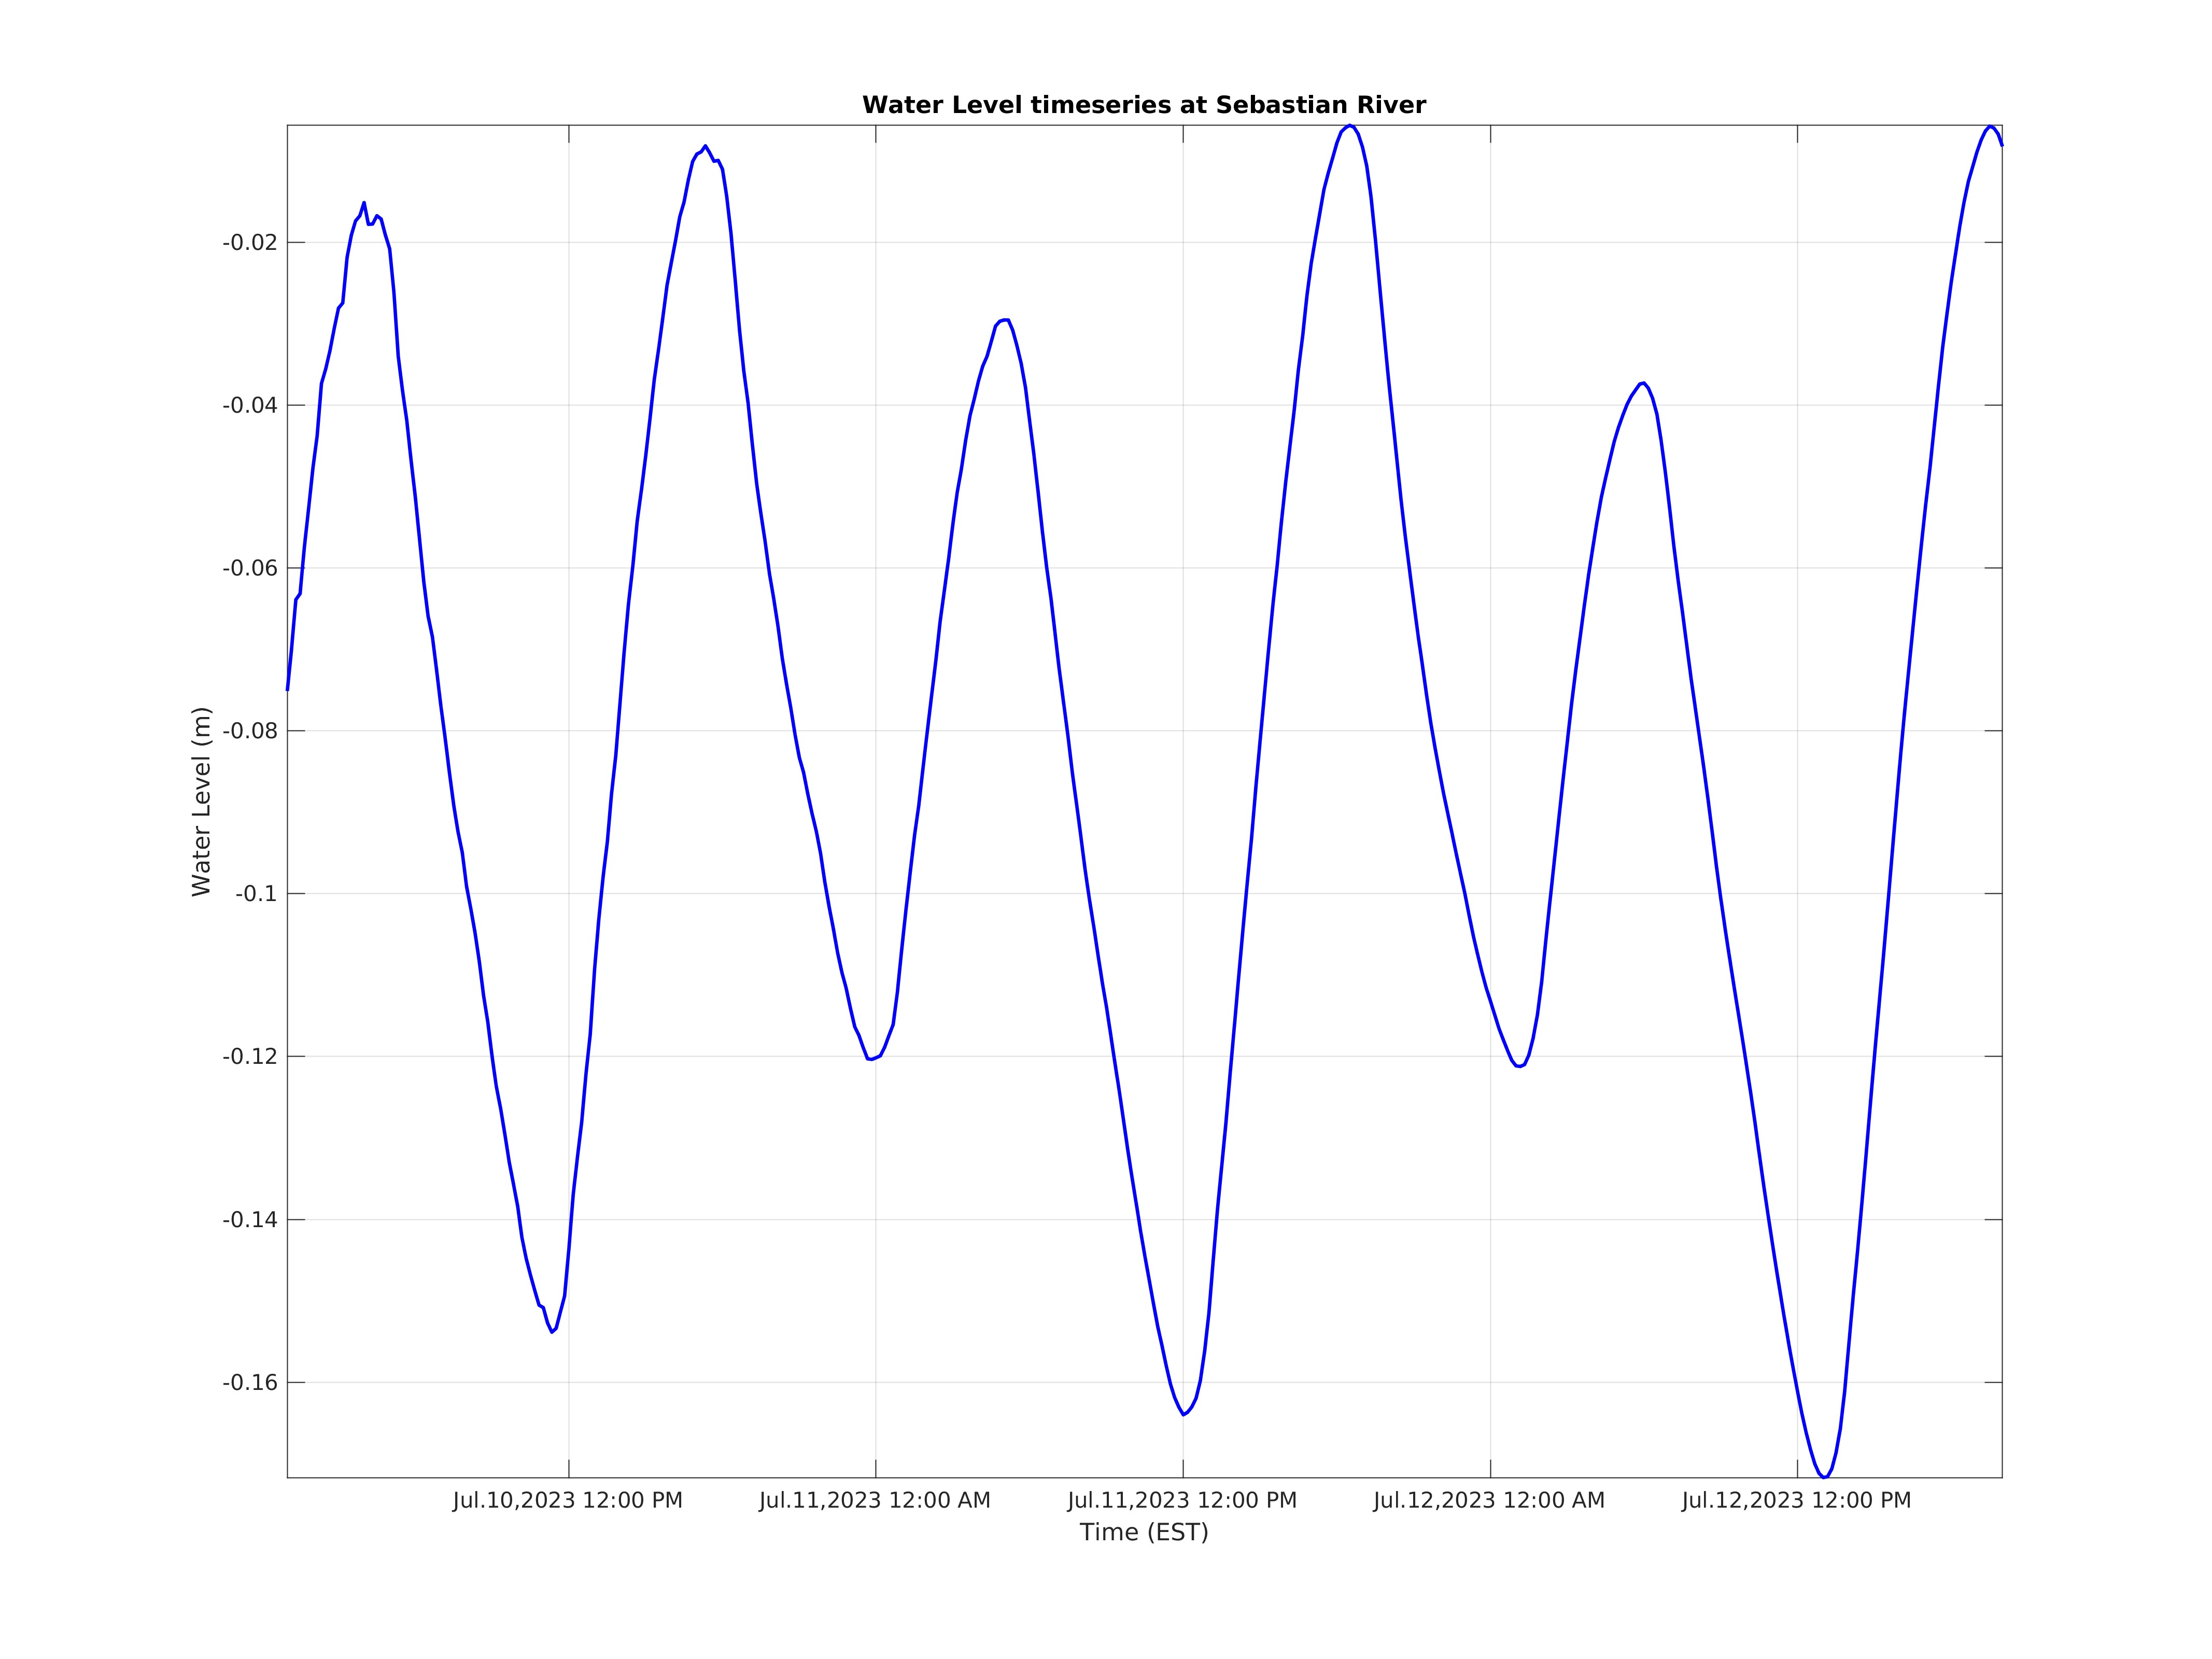 Water Level timeseries at Sebastian River
-0.02
-0.04
-0.06
-0.08
-0.1
-0.12
-0.14
-0.16
Water Level (m)
Jul.10,2023 12:00 PM
Jul.11,2023 12:00 AM
Jul.11,2023 12:00 PM
Jul.12,2023 12:00 AM
Jul.12,2023 12:00 PM
Time (EST)